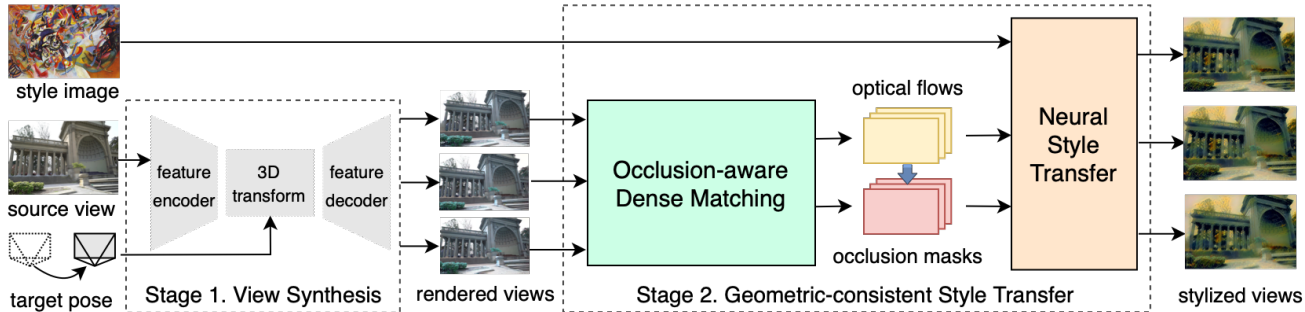 style image
source view
target pose
feature
encoder
3D
transform
feature
decoder
Stage 1. View Synthesis
rendered views
Occlusion-aware
Dense Matching
optical flows
occlusion masks
Neural
Style
Transfer
Stage 2. Geometric-consistent Style Transfer
stylized views